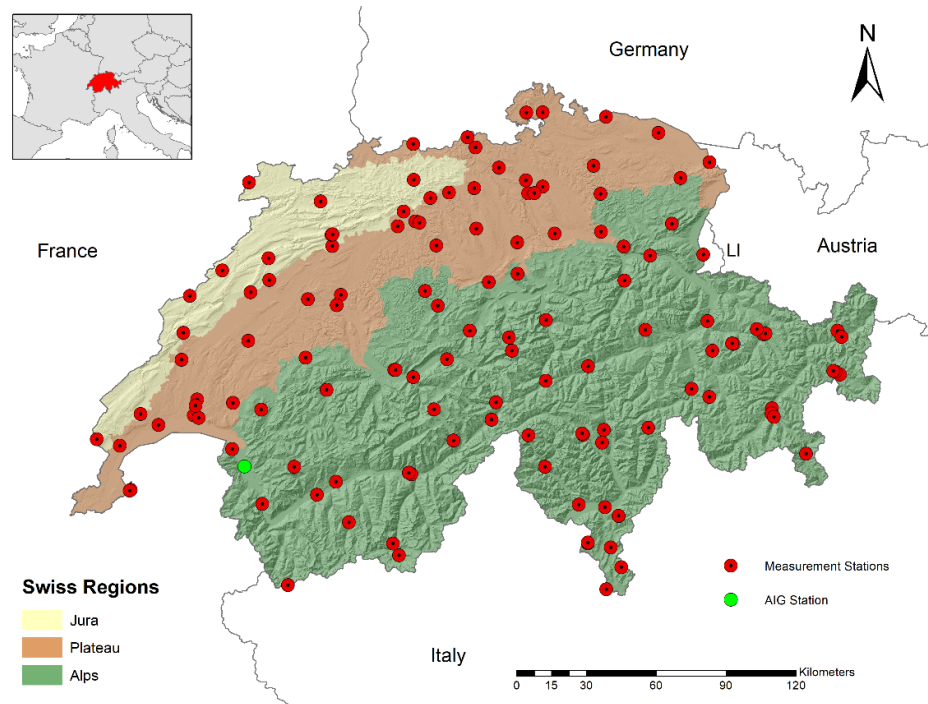 Germany
N
France
LI
Austria
Swiss Regions
Jura
Plateau
Alps
Measurement Stations
AIG Station
Italy
Kilometers
0 15 30 60 90 120